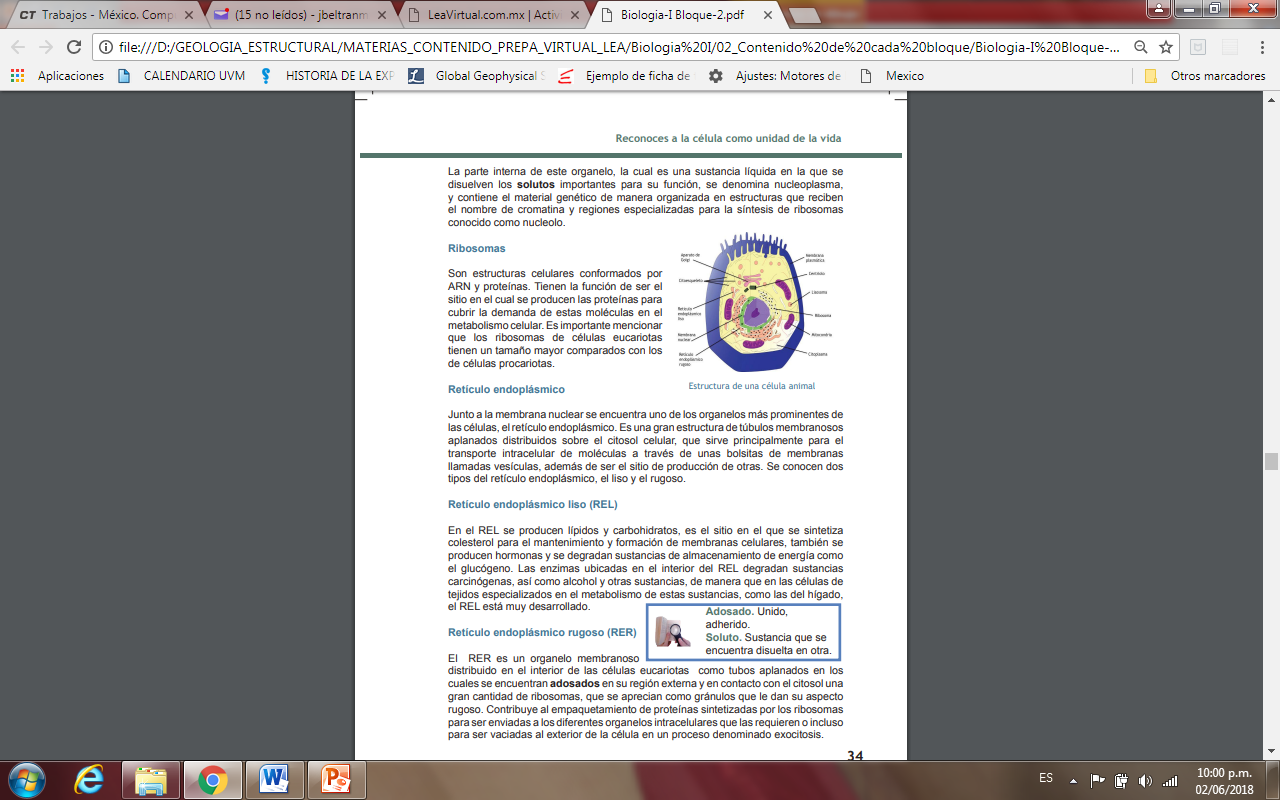 CT Trabajos - México. Comp
(15 no leídos) - jbeltranm
LeaVirtual.com.mx | Activi
Biologia-I Bloque-2.pdf
file:///D:/GEOLOGIA_ESTRUCTURAL/MATERIAS_CONTENIDO_PREPA_VIRTUAL_LEA/Biologia%20I/02_Contenido%20de%20cada%20bloque/Biologia-I%20Bloque-...
Aplicaciones
CALENDARIO UVM
HISTORIA DE LA EXP
Global Geophysical S
Ejemplo de ficha de
Ajustes: Motores de
Mexico
Otros marcadores
Reconoces a la célula como unidad de la vida
La parte interna de este organelo, la cual es una sustancia líquida en la que se
disuelven los solutos importantes para su función, se denomina nucleoplasma,
y contiene el material genético de manera organizada en estructuras que reciben
el nombre de cromatina y regiones especializadas para la síntesis de ribosomas
conocido como nucleolo.
Ribosomas
Son estructuras celulares conformados por
ARN y proteínas. Tienen la función de ser el
sitio en el cual se producen las proteínas para
cubrir la demanda de estas moléculas en el
metabolismo celular. Es importante mencionar
que los ribosomas de células eucariotas
tienen un tamaño mayor comparados con los
de células procariotas.
Aparato de
Golgi
Citoesqueleto
Retículo
endoplásmico
liso
Membrana
nuclear
Retículo
endoplásmico
rugoso
Membrana
plasmática
Centríolo
Lisosoma
Ribosoma
Mitocondria
Citoplasma
Estructura de una célula animal
Retículo endoplásmico
Junto a la membrana nuclear se encuentra uno de los organelos más prominentes de
las células, el retículo endoplásmico. Es una gran estructura de túbulos membranosos
aplanados distribuidos sobre el citosol celular, que sirve principalmente para el
transporte intracelular de moléculas a través de unas bolsitas de membranas
llamadas vesículas, además de ser el sitio de producción de otras. Se conocen dos
tipos del retículo endoplásmico, el liso y el rugoso.
Retículo endoplásmico liso (REL)
En el REL se producen lípidos y carbohidratos, es el sitio en el que se sintetiza
colesterol para el mantenimiento y formación de membranas celulares, también se
producen hormonas y se degradan sustancias de almacenamiento de energía como
el glucógeno. Las enzimas ubicadas en el interior del REL degradan sustancias
carcinógenas, así como alcohol y otras sustancias, de manera que en las células de
tejidos especializados en el metabolismo de estas sustancias, como las del hígado,
el REL está muy desarrollado.
Adosado. Unido,
adherido.
Soluto. Sustancia que se
encuentra disuelta en otra.
Retículo endoplásmico rugoso (RER)
El RER es un organelo membranoso
distribuido en el interior de las células eucariotas como tubos aplanados en los
cuales se encuentran adosados en su región externa y en contacto con el citosol una
gran cantidad de ribosomas, que se aprecian como gránulos que le dan su aspecto
rugoso. Contribuye al empaquetamiento de proteínas sintetizadas por los ribosomas
para ser enviadas a los diferentes organelos intracelulares que las requieren o incluso
para ser vaciadas al exterior de la célula en un proceso denominado exocitosis.
34
ES
10:00 p.m.
02/06/2018